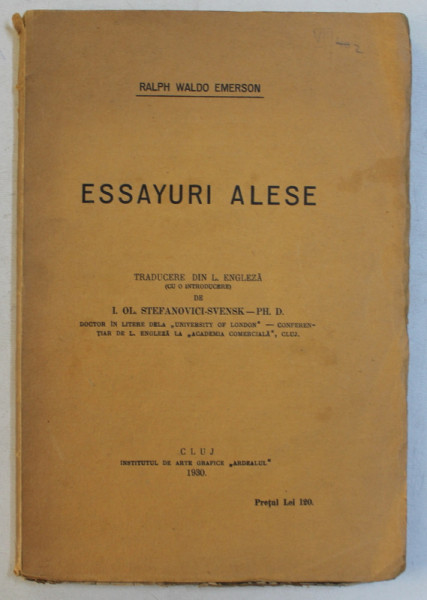 RALPH WALDO EMERSON
ESSAYURI ALESE
TRADUCERE DIN L. ENGLEZĂ
(CU O INTRODUCERE)
DE
I. OL. STEFANOVICI-SVENSK — PH. D.
DOCTOR ÎN LITERE DELA „UNIVERSITY OF LONDON" — CONFEREN-
ȚIAR DE L. ENGLEZĂ LA „ACADEMIA COMERCIALĂ", CLUJ.
CLUJ
INSTITUTUL DE ARTE GRAFICE „ARDEALUL"
1930.
Prețul Lei 120.